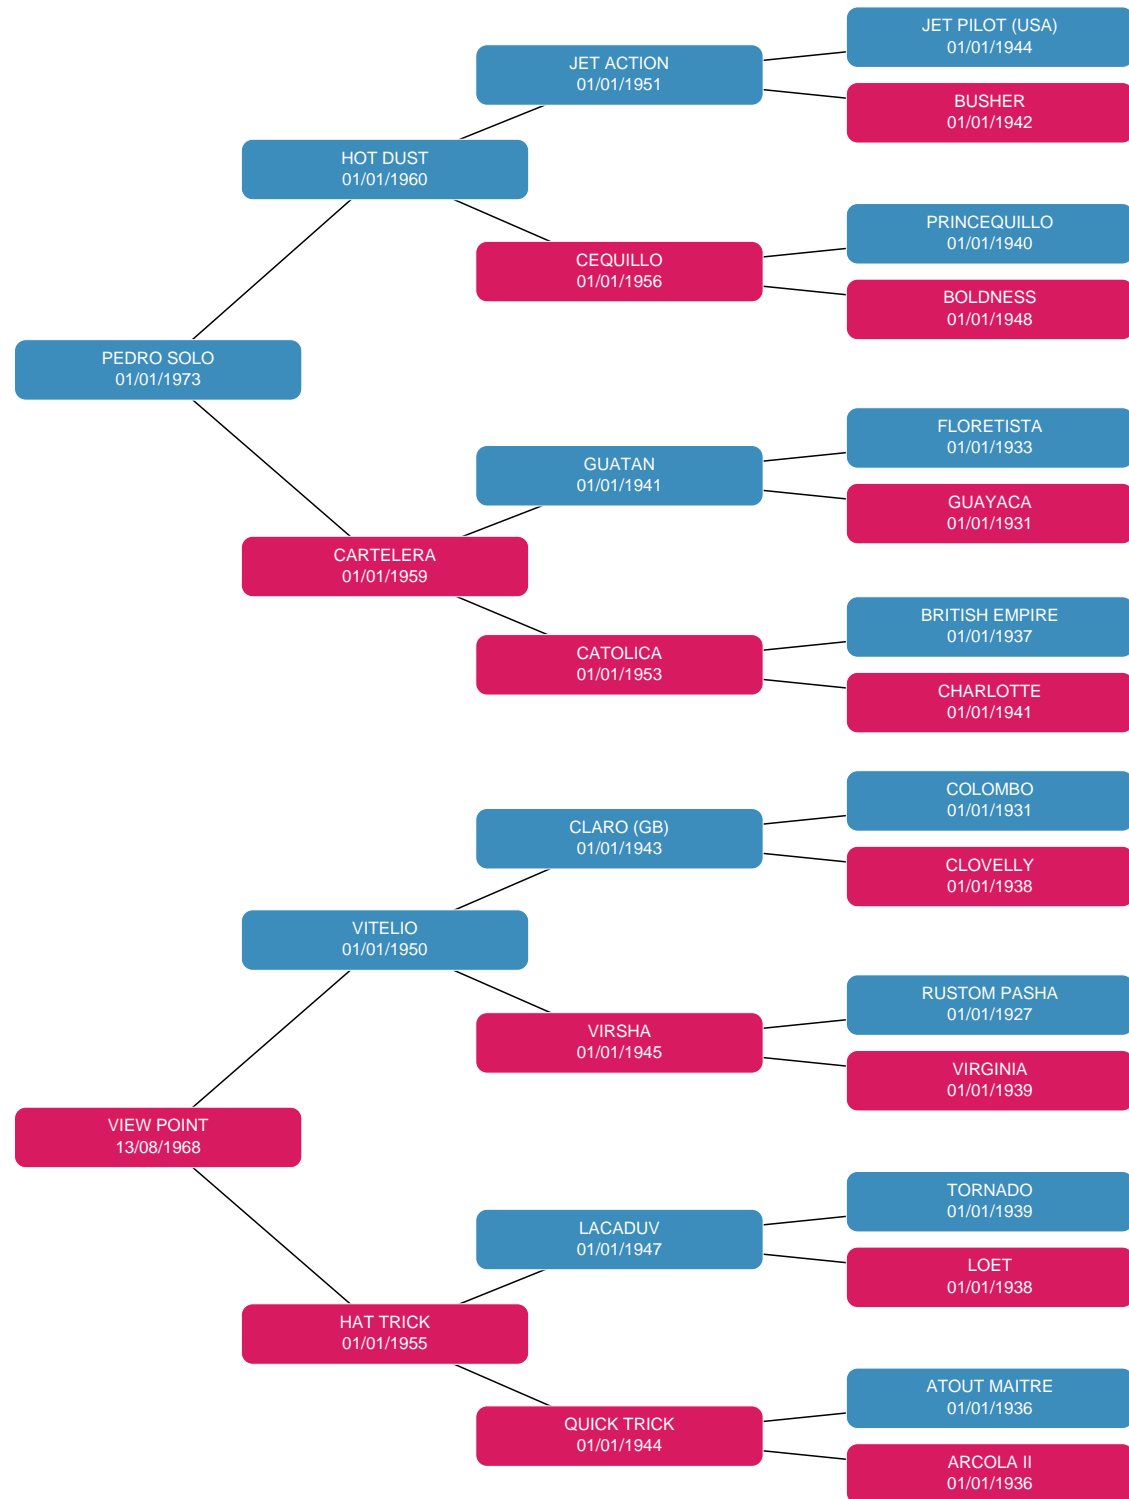 JET PILOT (USA)
01/01/1944
JET ACTION
01/01/1951
BUSHER
01/01/1942
HOT DUST
01/01/1960
PRINCEQUILLO
01/01/1940
CEQUILLO
01/01/1956
BOLDNESS
01/01/1948
PEDRO SOLO
01/01/1973
FLORETISTA
01/01/1933
GUATAN
01/01/1941
GUAYACA
01/01/1931
CARTELERA
01/01/1959
BRITISH EMPIRE
01/01/1937
CATOLICA
01/01/1953
CHARLOTTE
01/01/1941
COLOMBO
01/01/1931
CLARO (GB)
01/01/1943
CLOVELLY
01/01/1938
VITELIO
01/01/1950
RUSTOM PASHA
01/01/1927
VIRSHA
01/01/1945
VIRGINIA
01/01/1939
VIEW POINT
13/08/1968
TORNADO
01/01/1939
LACADUV
01/01/1947
LOET
01/01/1938
HAT TRICK
01/01/1955
ATOUT MAITRE
01/01/1936
QUICK TRICK
01/01/1944
ARCOLA II
01/01/1936